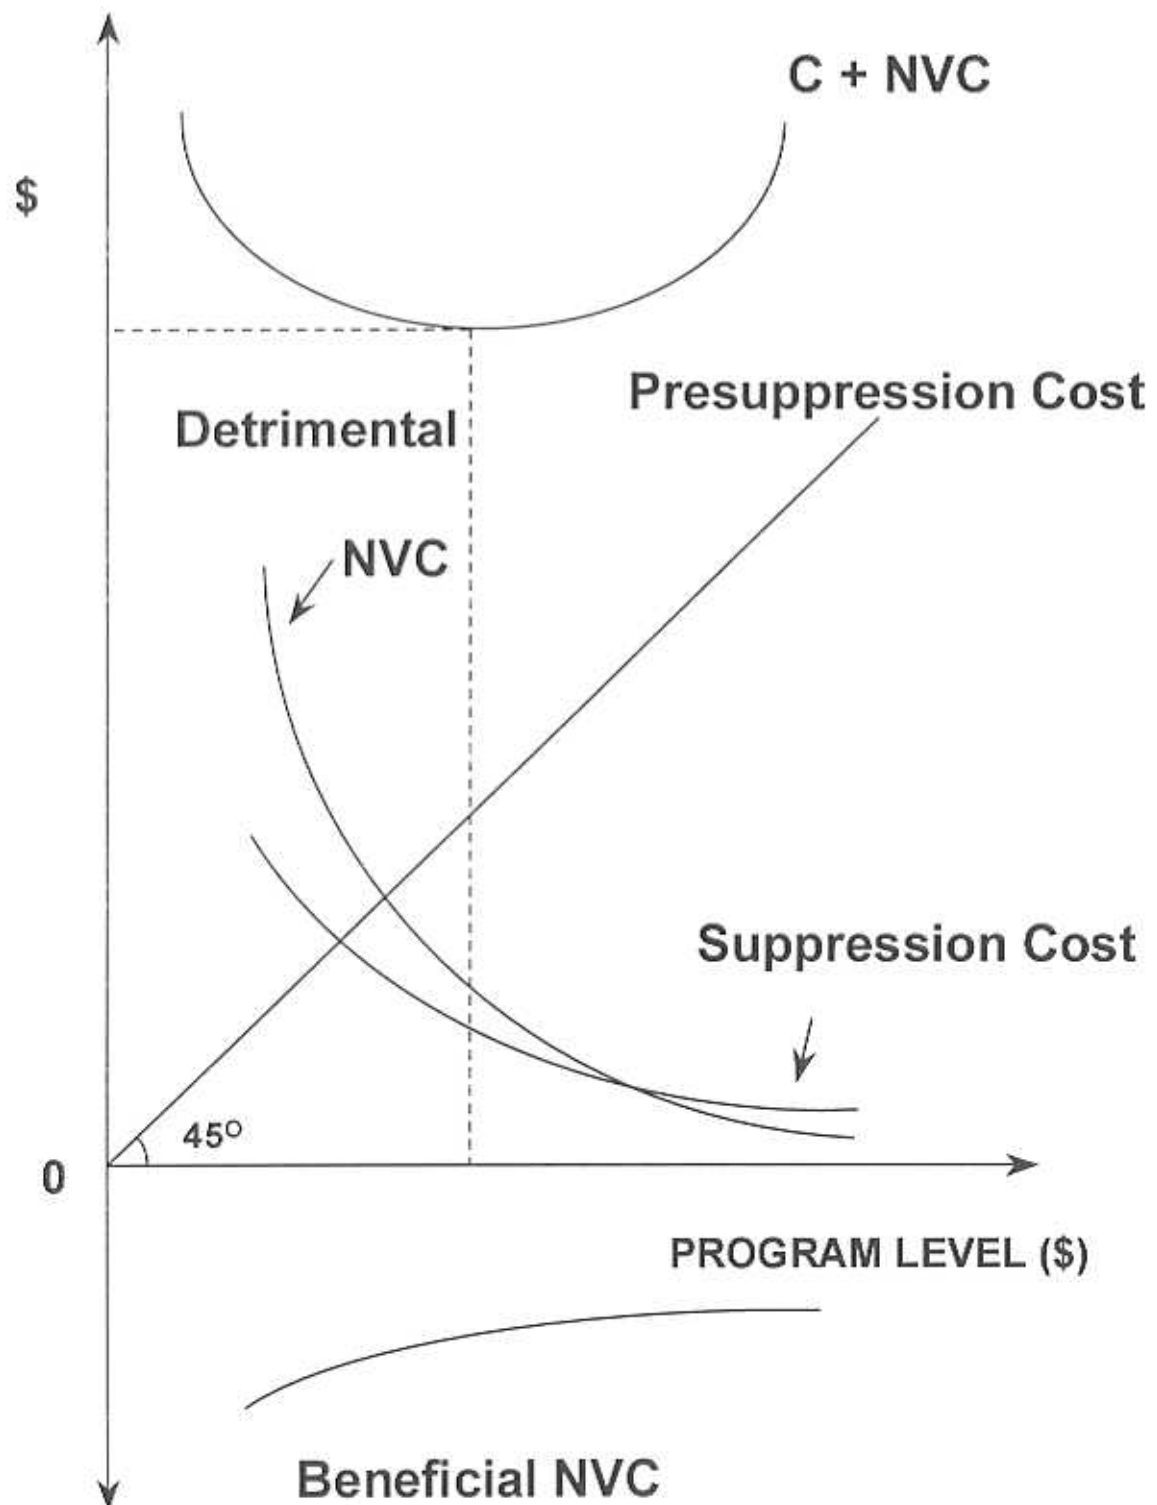 C + NVC
$
Presuppression Cost
Detrimental
NVC
Suppression Cost
45°
0
PROGRAM LEVEL ($)
Beneficial NVC